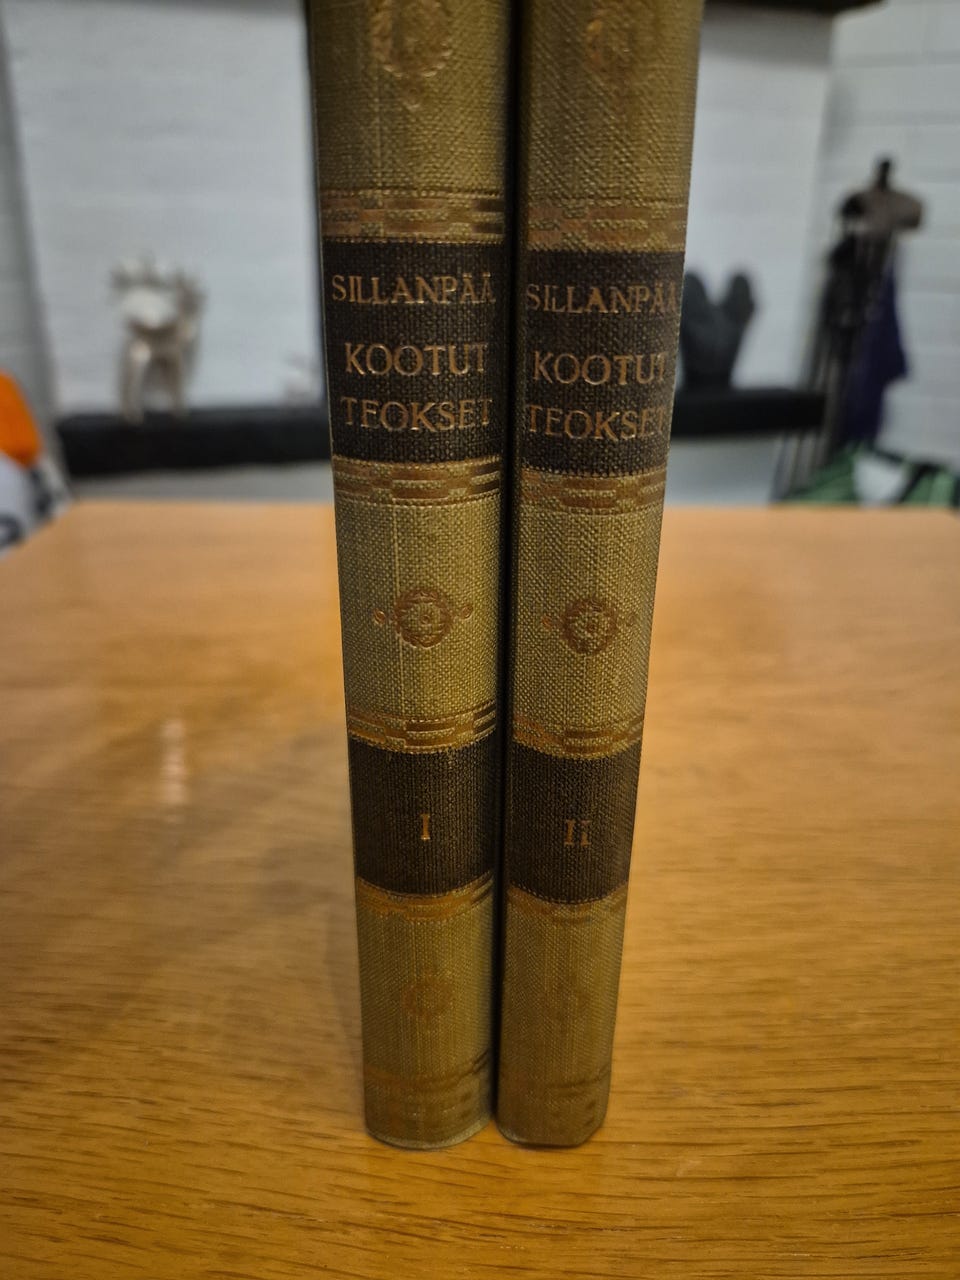 SILLANPÄÄ
KOOTUT
TEOKSET
I
SILLANPÄÄ
KOOTUT
TEOKSET
II